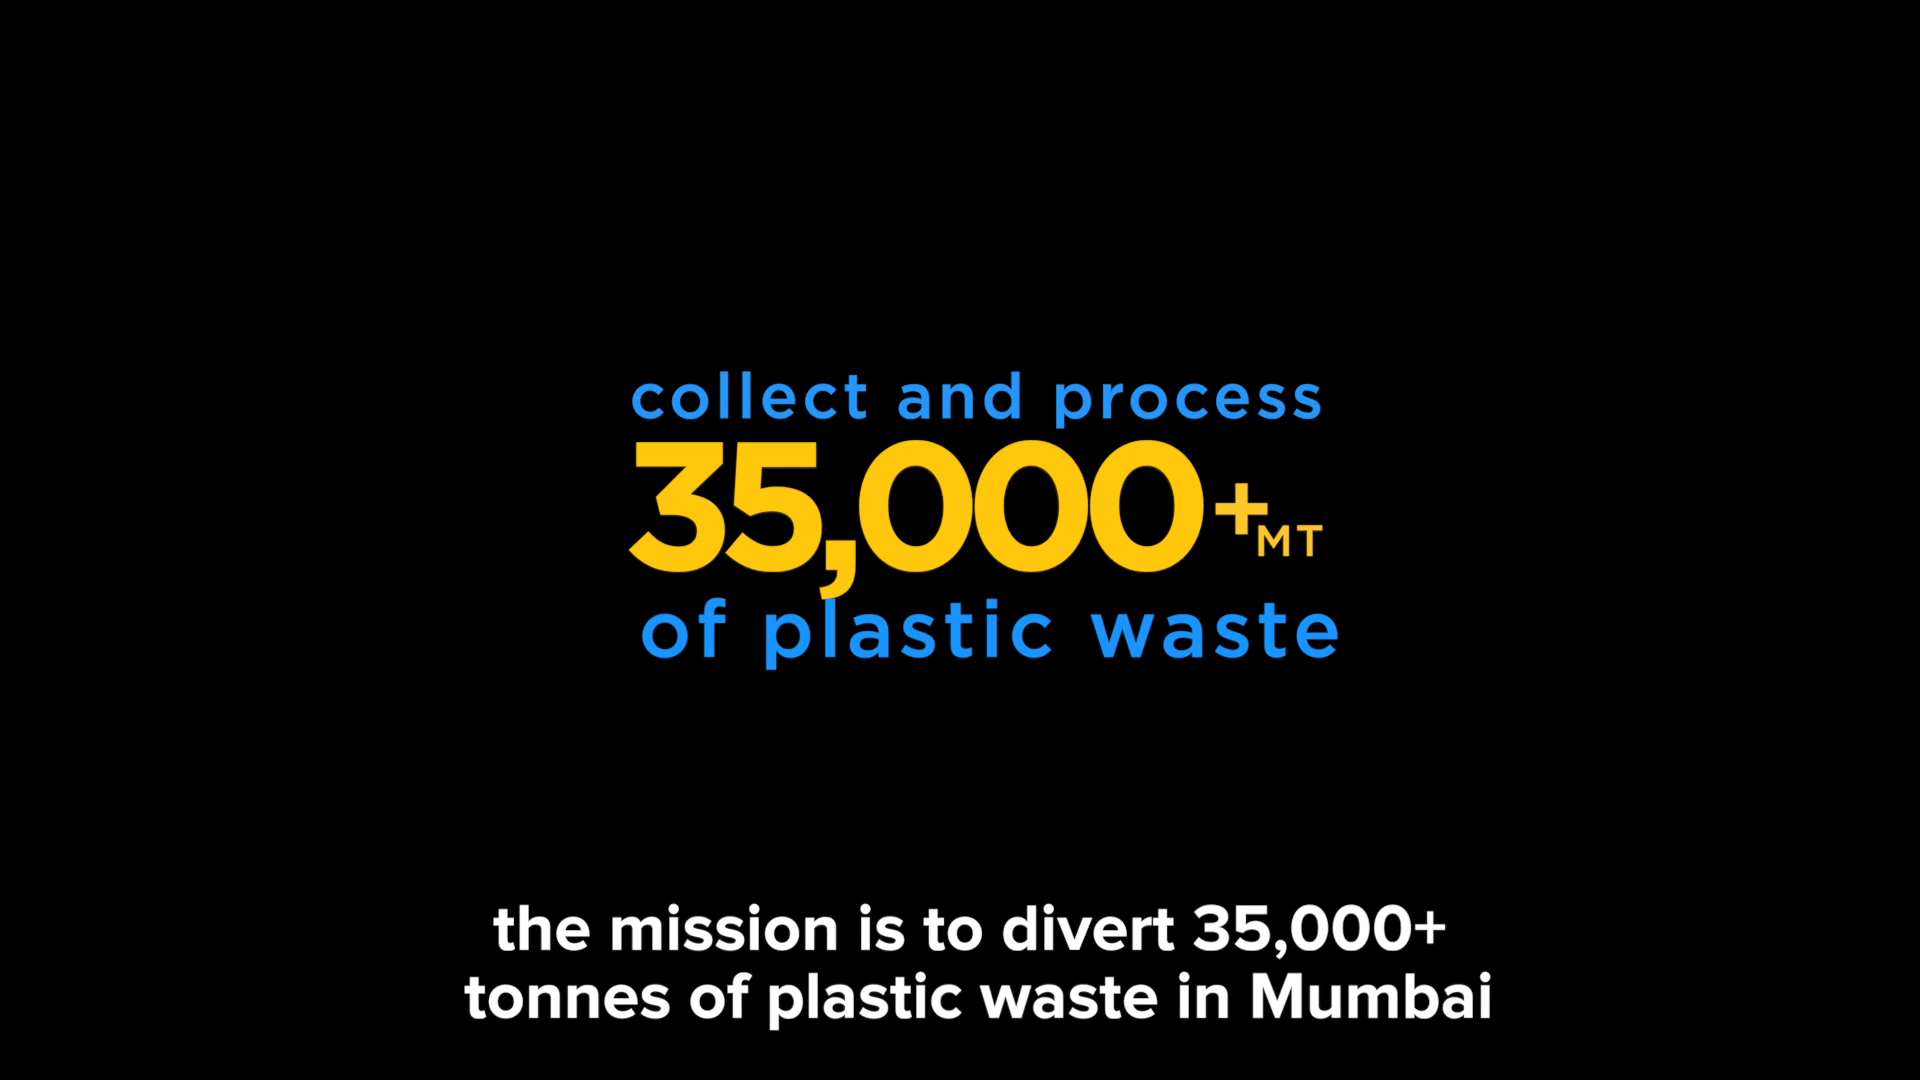 collect and process
35,000+MT
of plastic waste
the mission is to divert 35,000+
tonnes of plastic waste in Mumbai